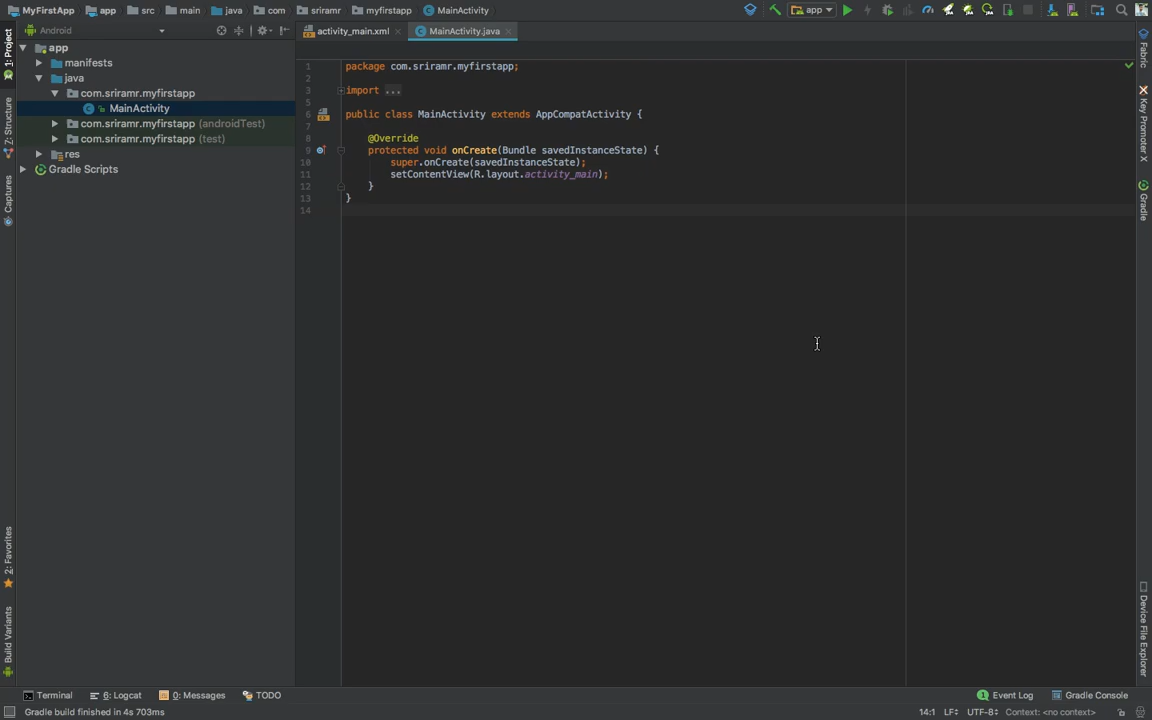 MyFirstApp app src main java com sriramr myfirstapp MainActivity app
Android
activity_main.xml MainActivity.java
1: Project
Z: Structure
Captures
2: Favorites
Build Variants
app
manifests
java
com.sriramr.myfirstapp
MainActivity
com.sriramr.myfirstapp (androidTest)
com.sriramr.myfirstapp (test)
res
Gradle Scripts
1 package com.sriramr.myfirstapp;
2
3 import ...
5
6 public class MainActivity extends AppCompatActivity {
7
8 @Override
9 protected void onCreate(Bundle savedInstanceState) {
10 super.onCreate(savedInstanceState);
11 setContentView(R.layout.activity_main);
12 }
13 }
14
Fabric
Key Promoter X
Gradle
Device File Explorer
Terminal 6: Logcat 0: Messages TODO 1 Event Log Gradle Console
Gradle build finished in 4s 703ms 14:1 LF UTF-8 Context: <no context>